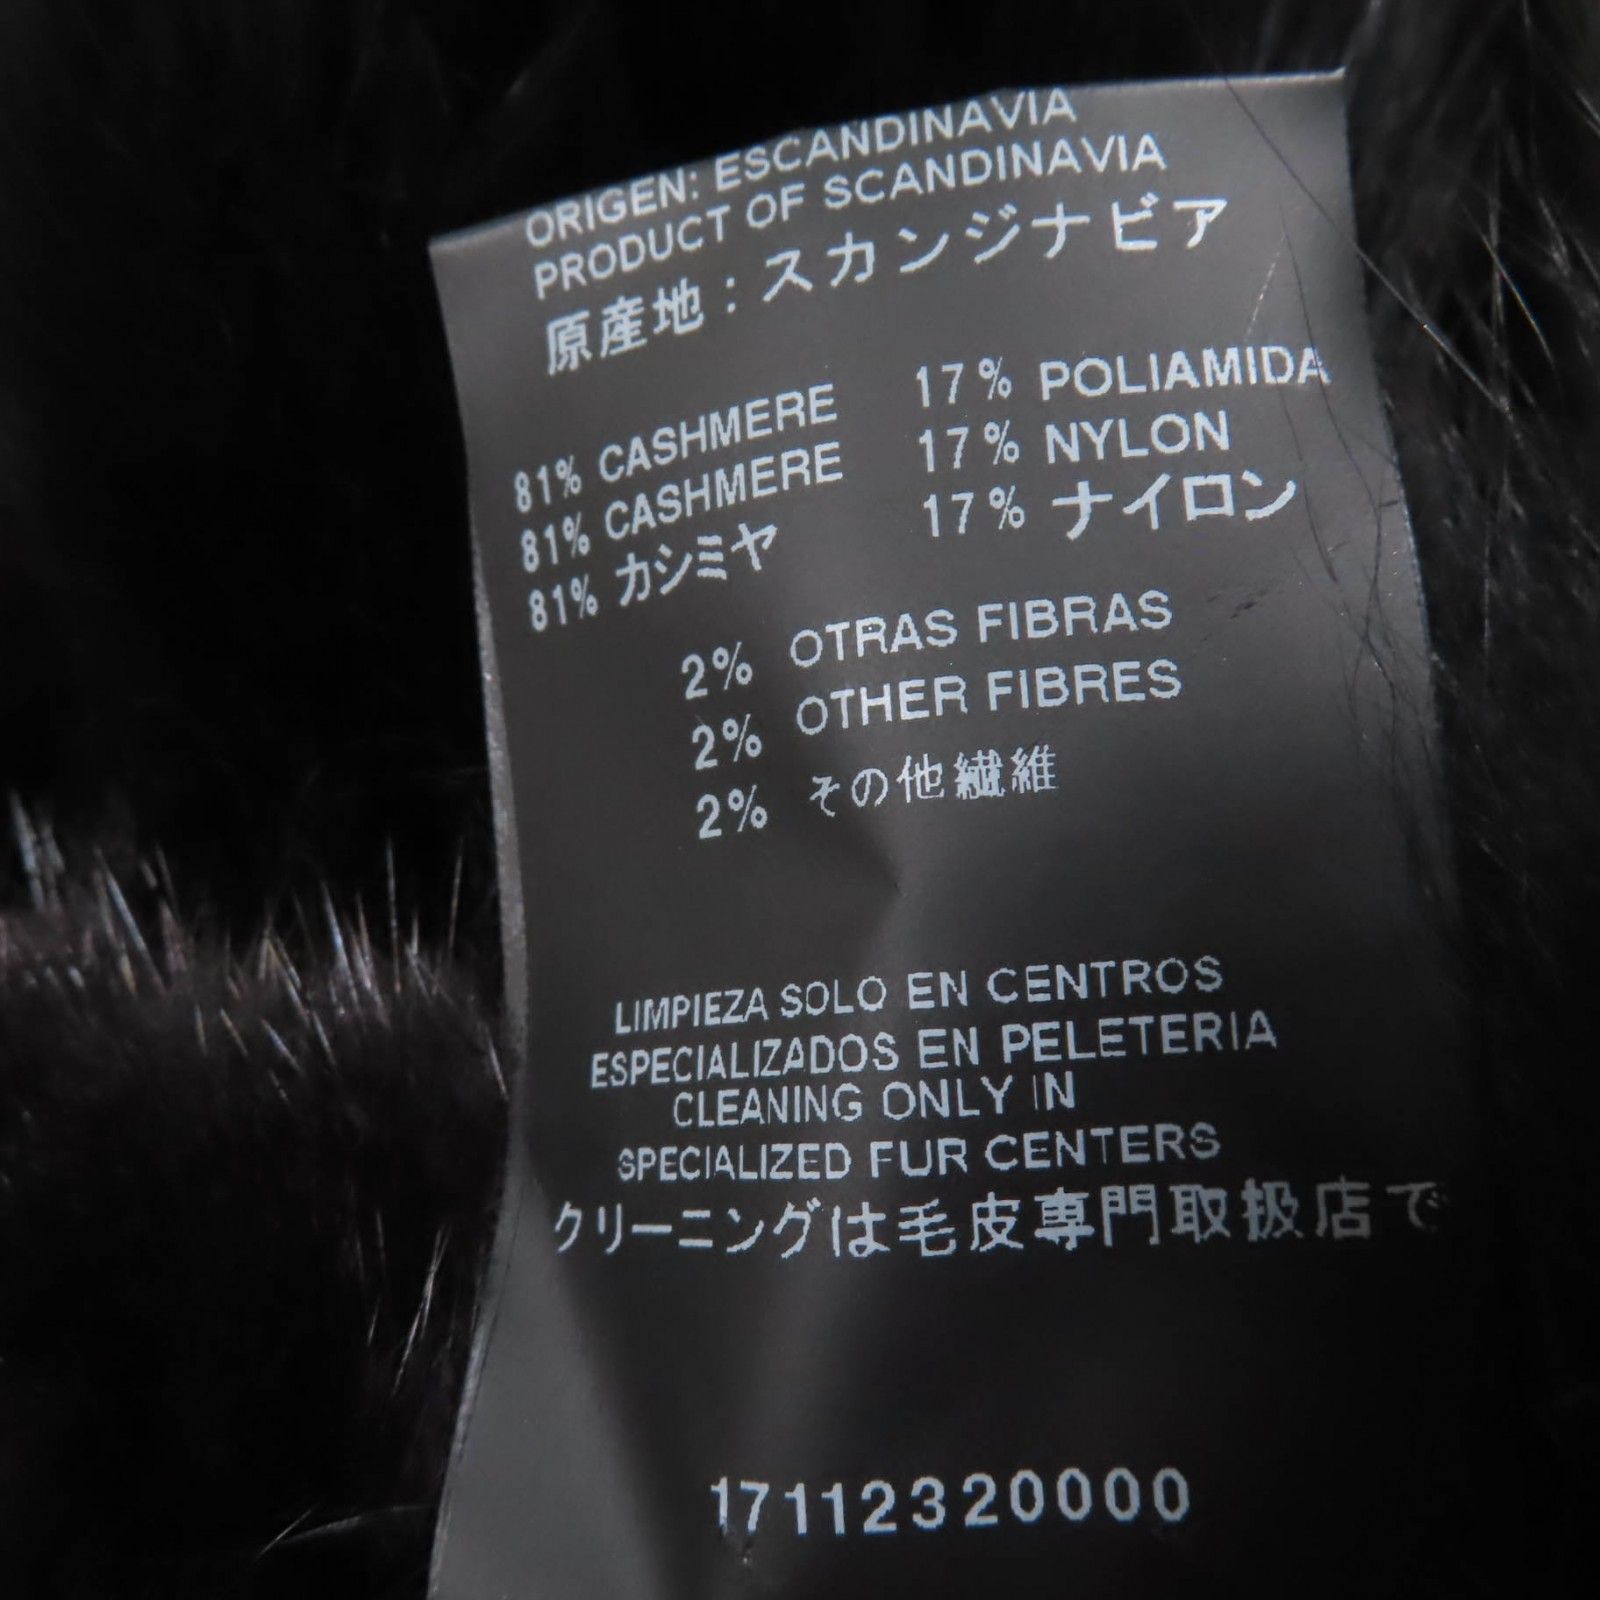 ORIGEN: ESCANDINAVIA
PRODUCT OF SCANDINAVIA
原産地：スカンジナビア
81% CASHMERE 17% POLIAMIDA
81% CASHMERE 17% NYLON
81% カシミヤ 17% ナイロン
2% OTRAS FIBRAS
2% OTHER FIBRES
2% その他繊維
LIMPIEZA SOLO EN CENTROS
ESPECIALIZADOS EN PELETERIA
CLEANING ONLY IN
SPECIALIZED FUR CENTERS
クリーニングは毛皮専門取扱店で
17112320000